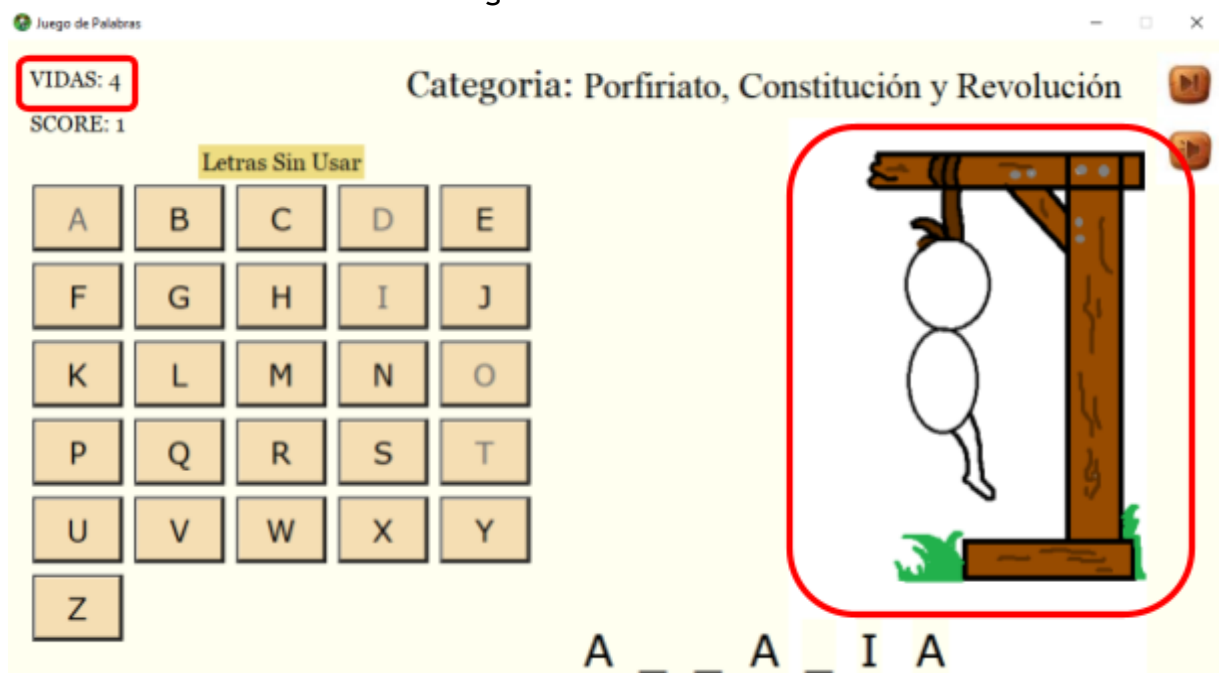 Juego de Palabras
VIDAS: 4
Categoria: Porfiriato, Constitución y Revolución
SCORE: 1
Letras Sin Usar
A B C D E
F G H I J
K L M N O
P Q R S T
U V W X Y
Z
A _ _ A _ I A